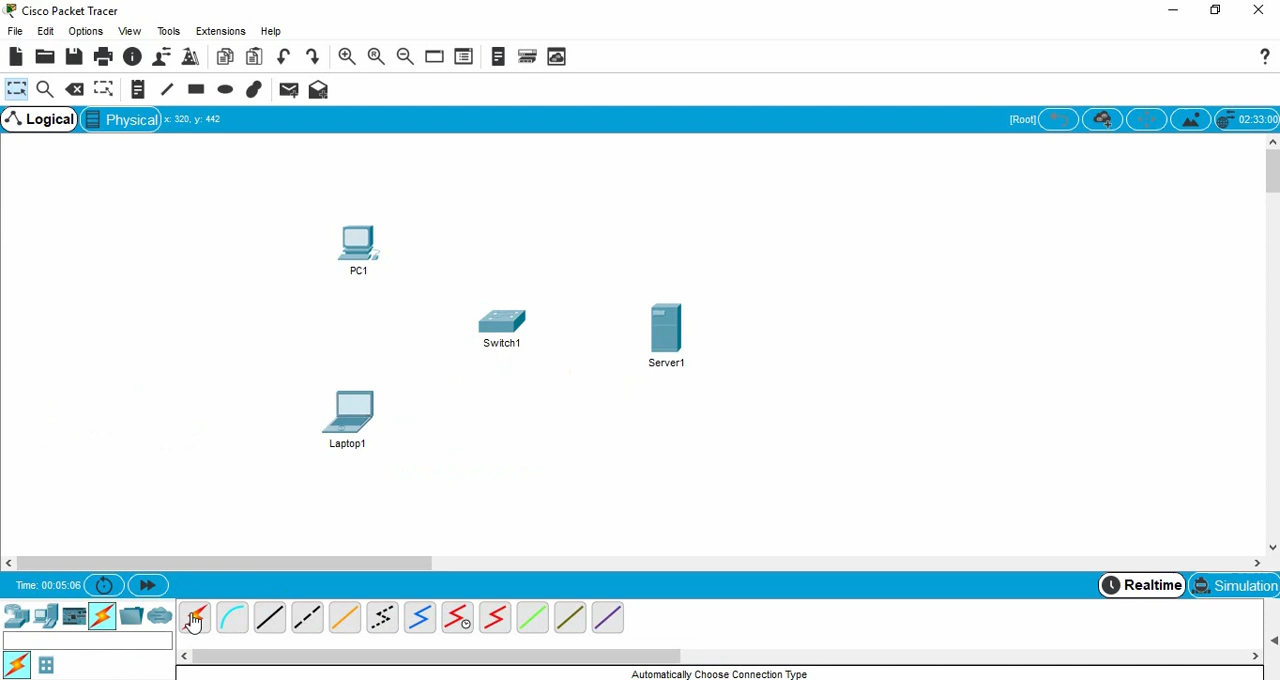 Cisco Packet Tracer
File Edit Options View Tools Extensions Help
?
Logical Physical x: 320, y: 442 [Root] 02:33:00
PC1
Switch1
Server1
Laptop1
Time: 00:05:06 Realtime Simulation
Automatically Choose Connection Type